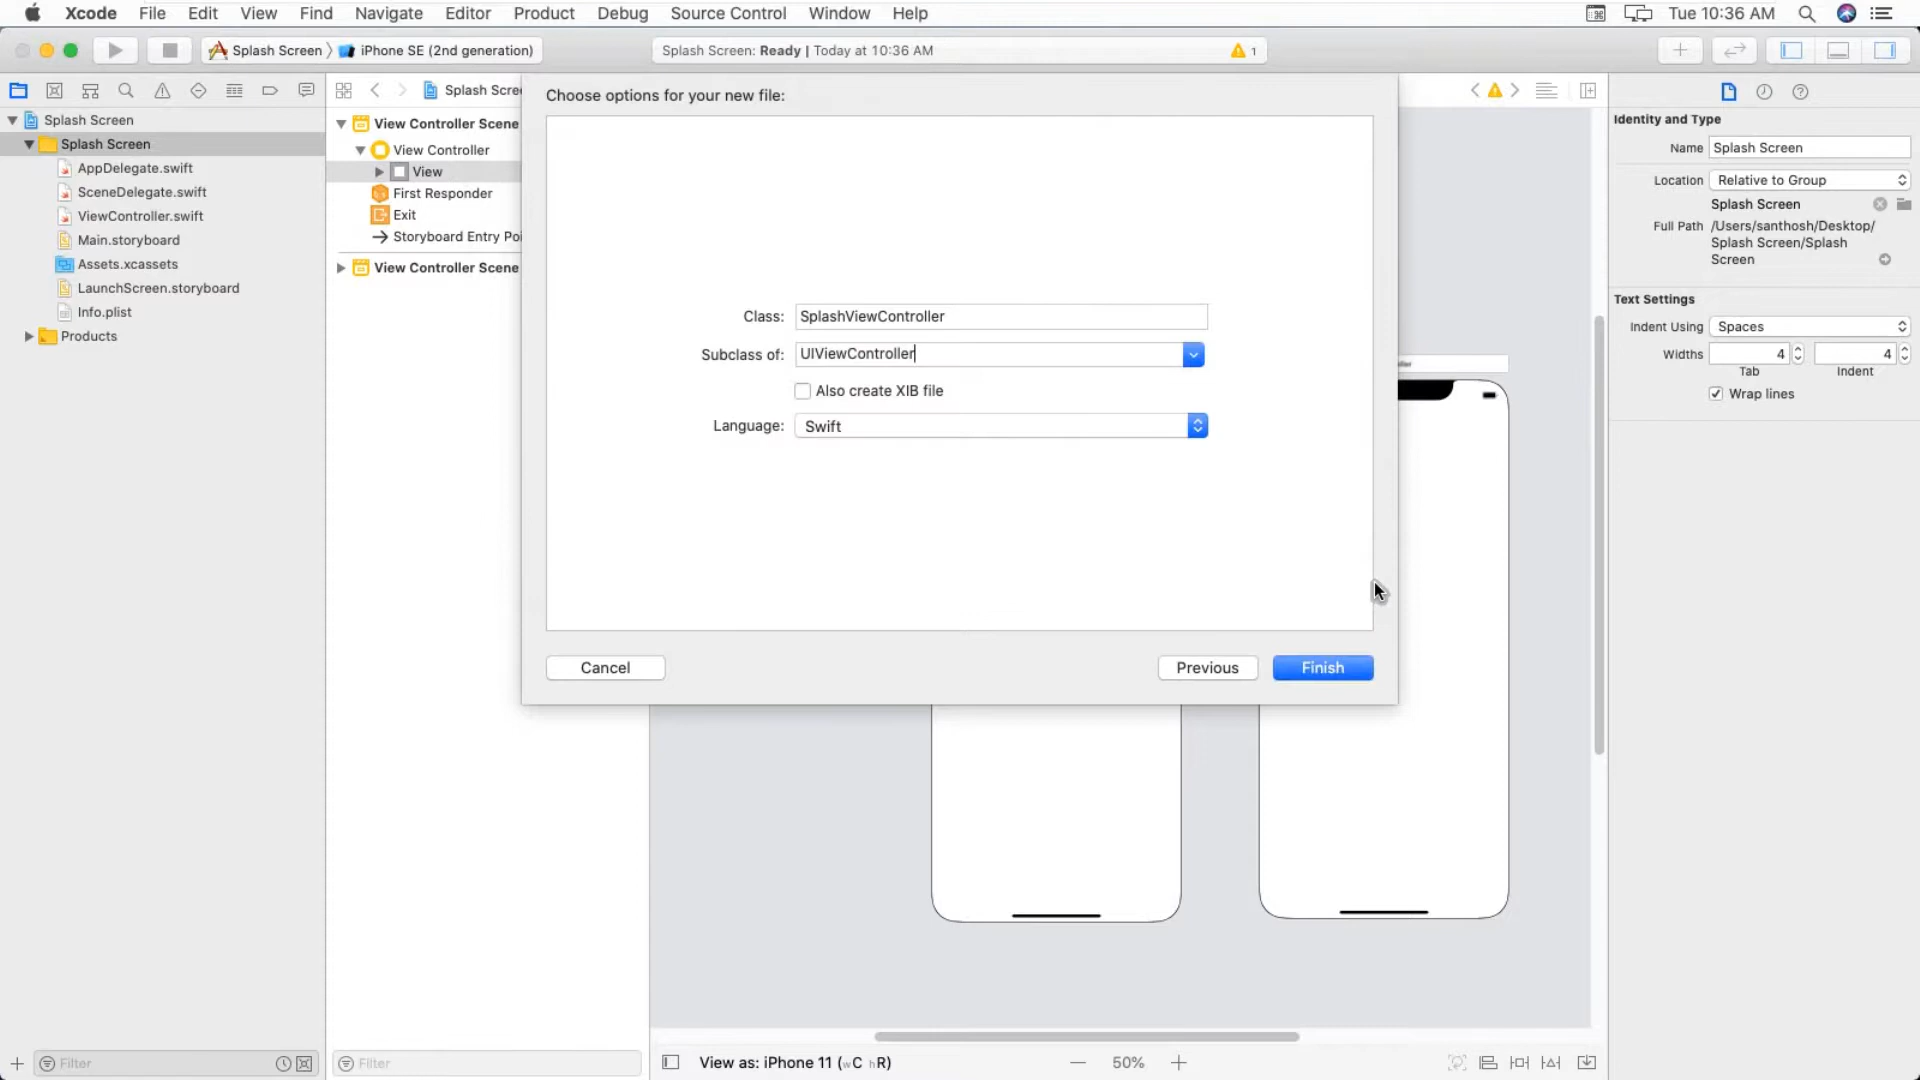 Xcode File Edit View Find Navigate Editor Product Debug Source Control Window Help Tue 10:36 AM
Splash Screen iPhone SE (2nd generation) Splash Screen: Ready | Today at 10:36 AM 1
Splash Screen
Splash Screen
AppDelegate.swift
SceneDelegate.swift
ViewController.swift
Main.storyboard
Assets.xcassets
LaunchScreen.storyboard
Info.plist
Products
Filter
Splash Scree
View Controller Scene
View Controller
View
First Responder
Exit
Storyboard Entry Poi
View Controller Scene
Filter
Choose options for your new file:
Class: SplashViewController
Subclass of: UIViewController
Also create XIB file
Language: Swift
Cancel Previous Finish
View as: iPhone 11 (wC hR) 50%
Identity and Type
Name Splash Screen
Location Relative to Group
Splash Screen
Full Path /Users/santhosh/Desktop/
Splash Screen/Splash
Screen
Text Settings
Indent Using Spaces
Widths 4 4
Tab Indent
Wrap lines